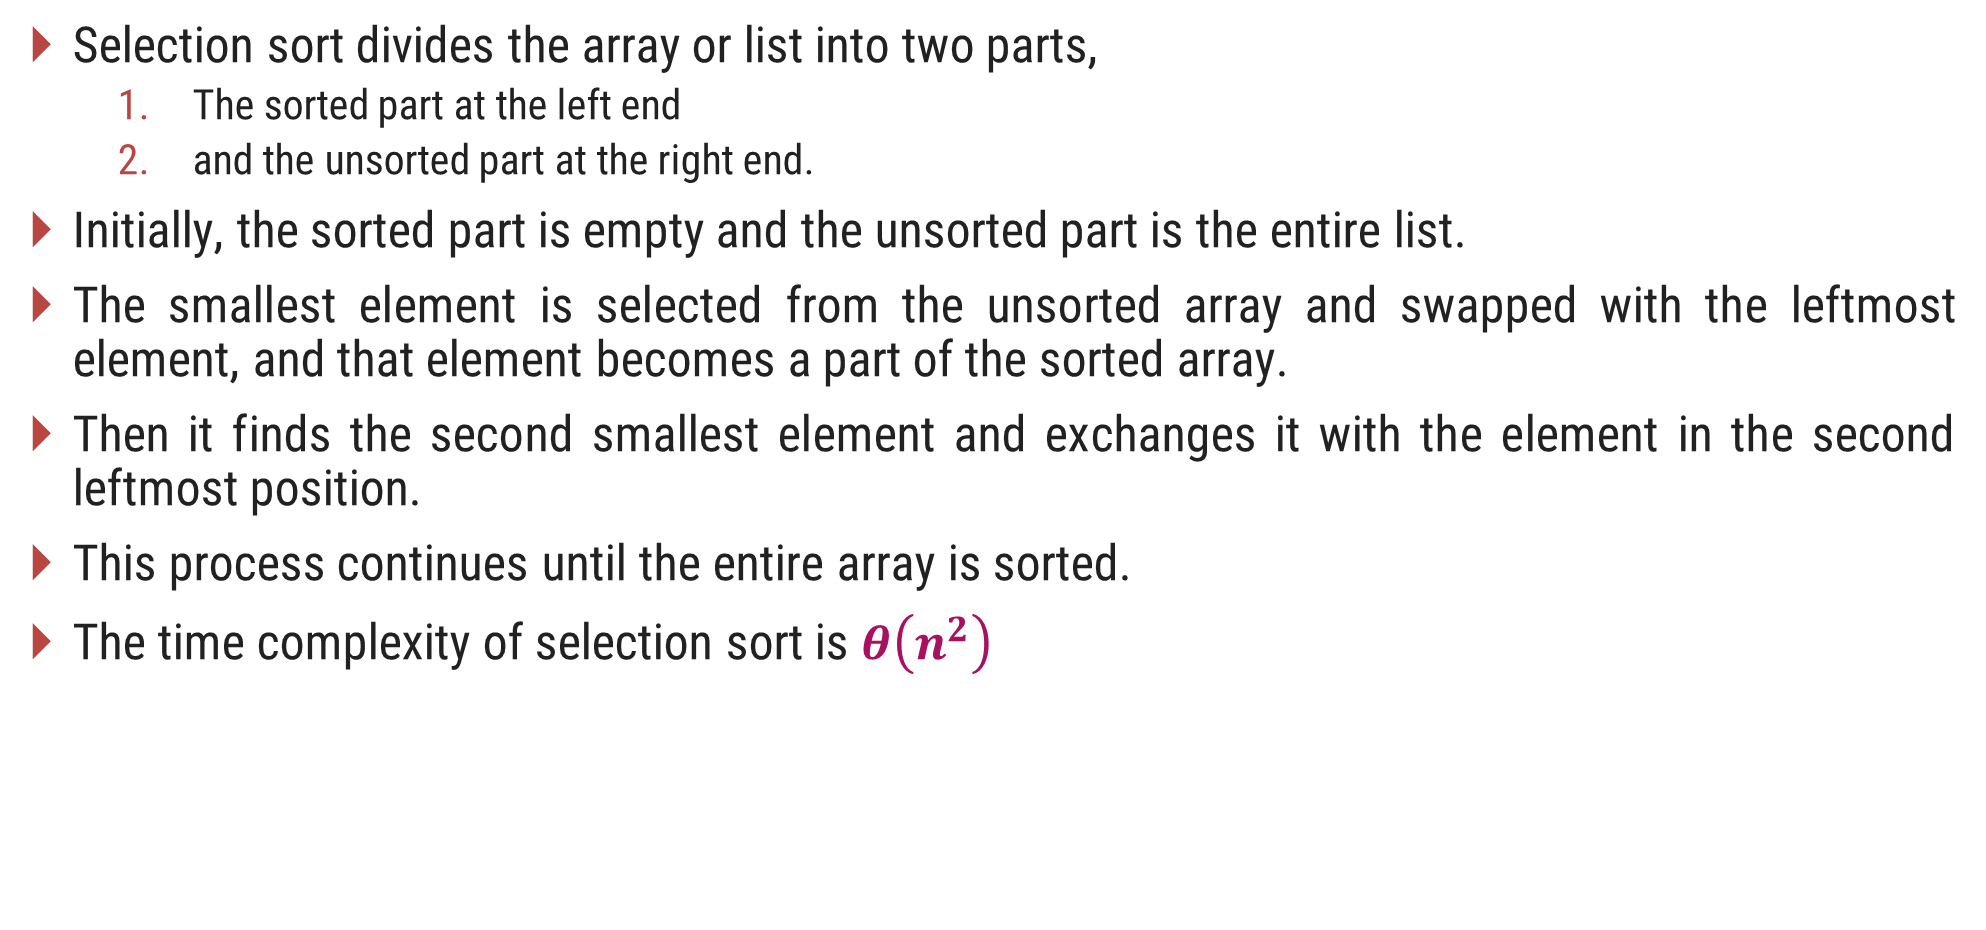 Selection sort divides the array or list into two parts,
1. The sorted part at the left end
2. and the unsorted part at the right end.
Initially, the sorted part is empty and the unsorted part is the entire list.
The smallest element is selected from the unsorted array and swapped with the leftmost
element, and that element becomes a part of the sorted array.
Then it finds the second smallest element and exchanges it with the element in the second
leftmost position.
This process continues until the entire array is sorted.
The time complexity of selection sort is θ(n²)